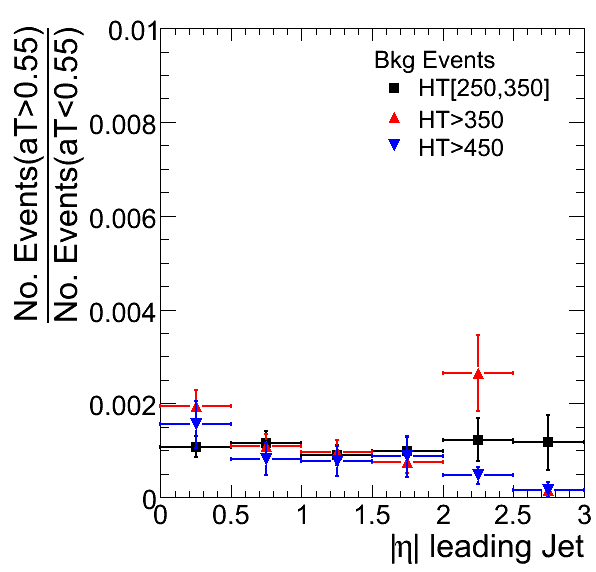 No. Events(aT>0.55)
No. Events(aT<0.55)
0.01
0.008
0.006
0.004
0.002
0
Bkg Events
HT[250,350]
HT>350
HT>450
0 0.5 1 1.5 2 2.5 3
|η| leading Jet